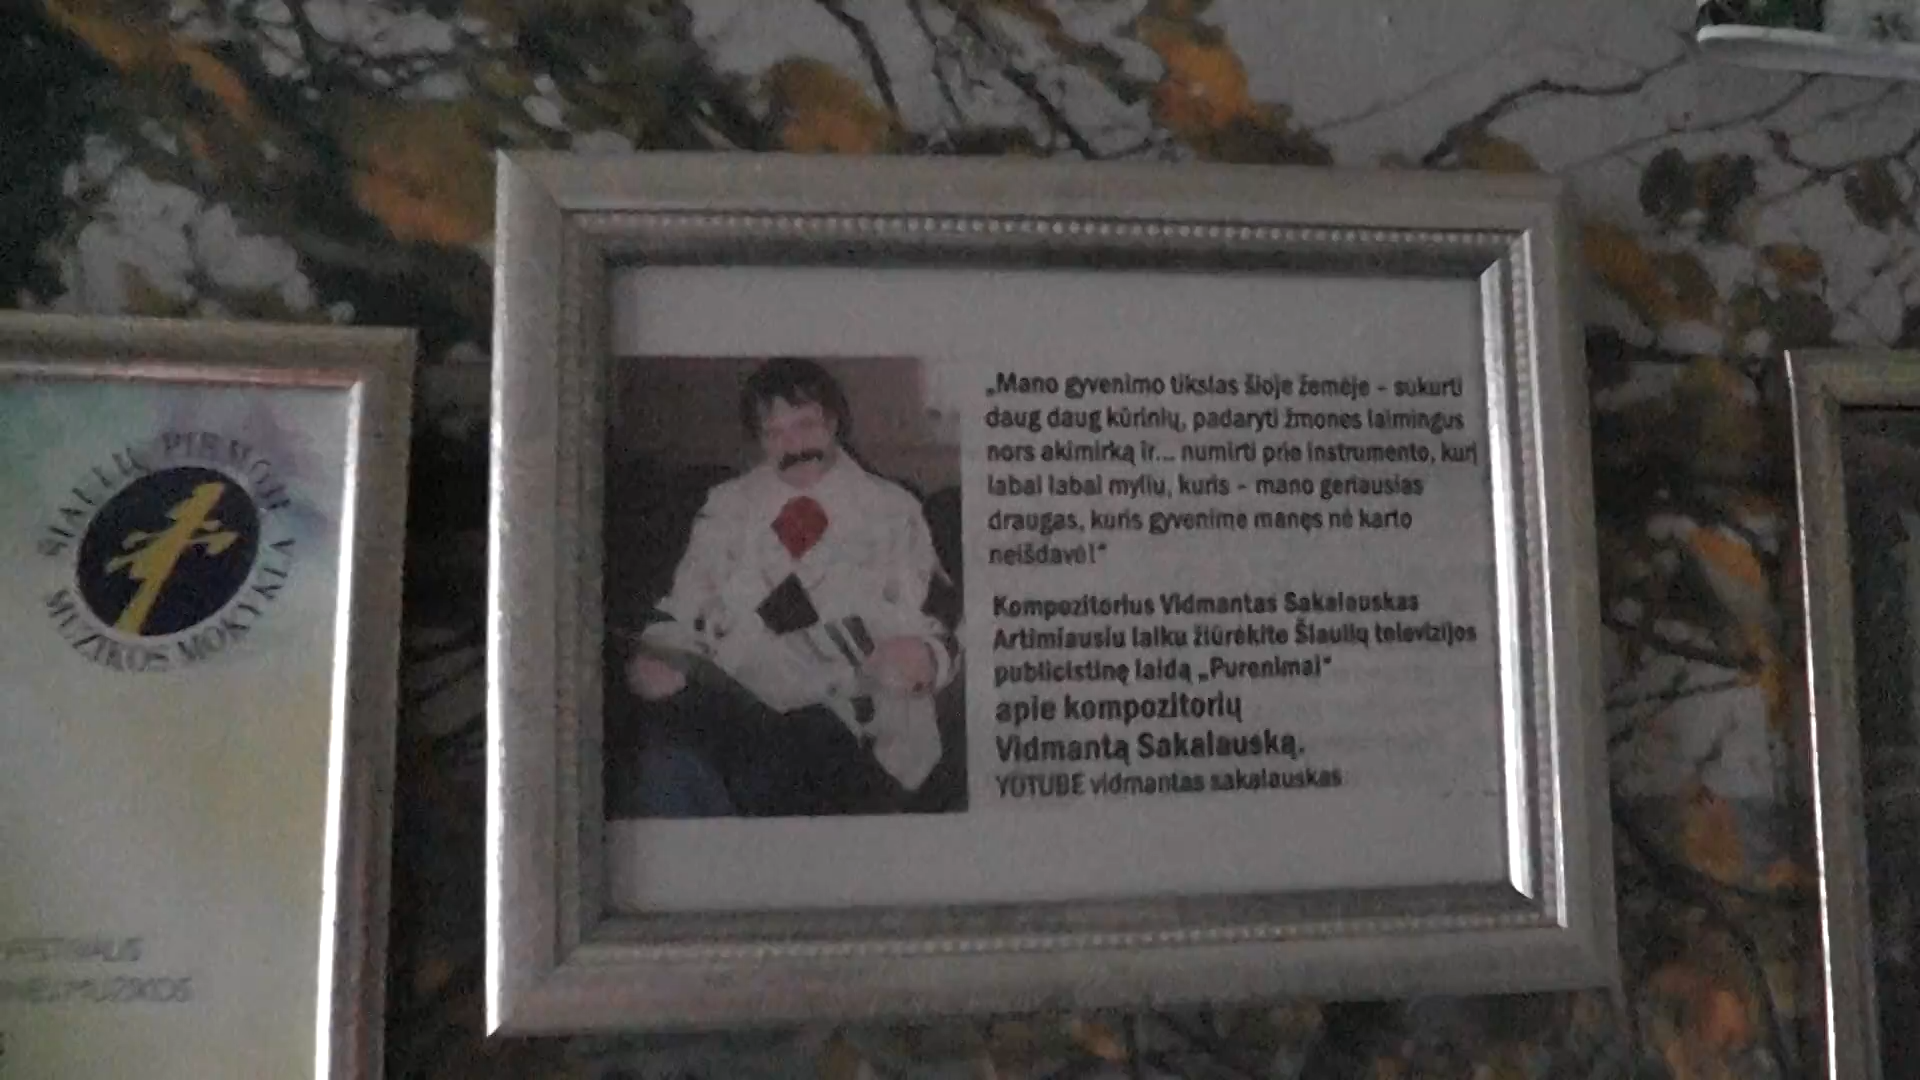 ŠIAULIŲ PIRMOJI
MUZIKOS MOKYKLA
„Mano gyvenimo tikslas šioje žemėje - sukurti
daug daug kūrinių, padaryti žmones laimingus
nors akimirką ir... numirti prie instrumento, kurį
labai labai myliu, kuris - mano geriausias
draugas, kuris gyvenime manęs nė karto
neišdavė!“
Kompozitorius Vidmantas Sakalauskas
Artimiausiu laiku žiūrėkite Šiaulių televizijos
publicistinę laidą „Purenimai“
apie kompozitorių
Vidmantą Sakalauską.
YOTUBE vidmantas sakalauskas